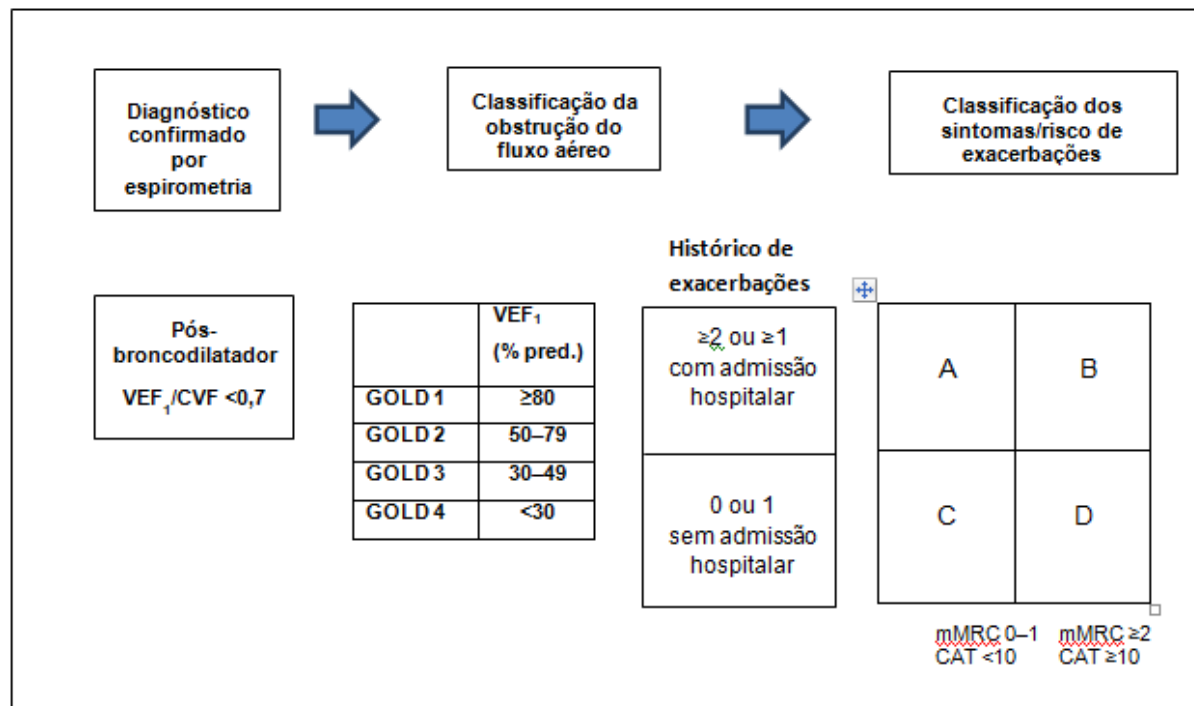 Diagnóstico
confirmado
por
espirometria
Classificação da
obstrução do
fluxo aéreo
Classificação dos
sintomas/risco de
exacerbações
Pós-
broncodilatador
VEF₁/CVF <0,7
VEF₁
(% pred.)
GOLD 1 ≥80
GOLD 2 50–79
GOLD 3 30–49
GOLD 4 <30
Histórico de
exacerbações
≥2 ou ≥1
com admissão
hospitalar
0 ou 1
sem admissão
hospitalar
A B
C D
mMRC 0–1 mMRC ≥2
CAT <10 CAT ≥10